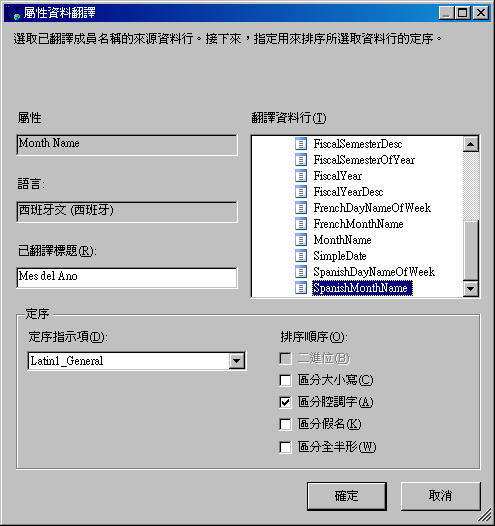 屬性資料翻譯
選取已翻譯成員名稱的來源資料行。接下來，指定用來排序所選取資料行的定序。
屬性
Month Name
語言:
西班牙文 (西班牙)
已翻譯標題(R):
Mes del Ano
翻譯資料行(T)
FiscalSemesterDesc
FiscalSemesterOfYear
FiscalYear
FiscalYearDesc
FrenchDayNameOfWeek
FrenchMonthName
MonthName
SimpleDate
SpanishDayNameOfWeek
SpanishMonthName
定序
定序指示項(D):
Latin1_General
排序順序(O):
二進位(B)
區分大小寫(C)
區分腔調字(A)
區分假名(K)
區分全半形(W)
確定
取消